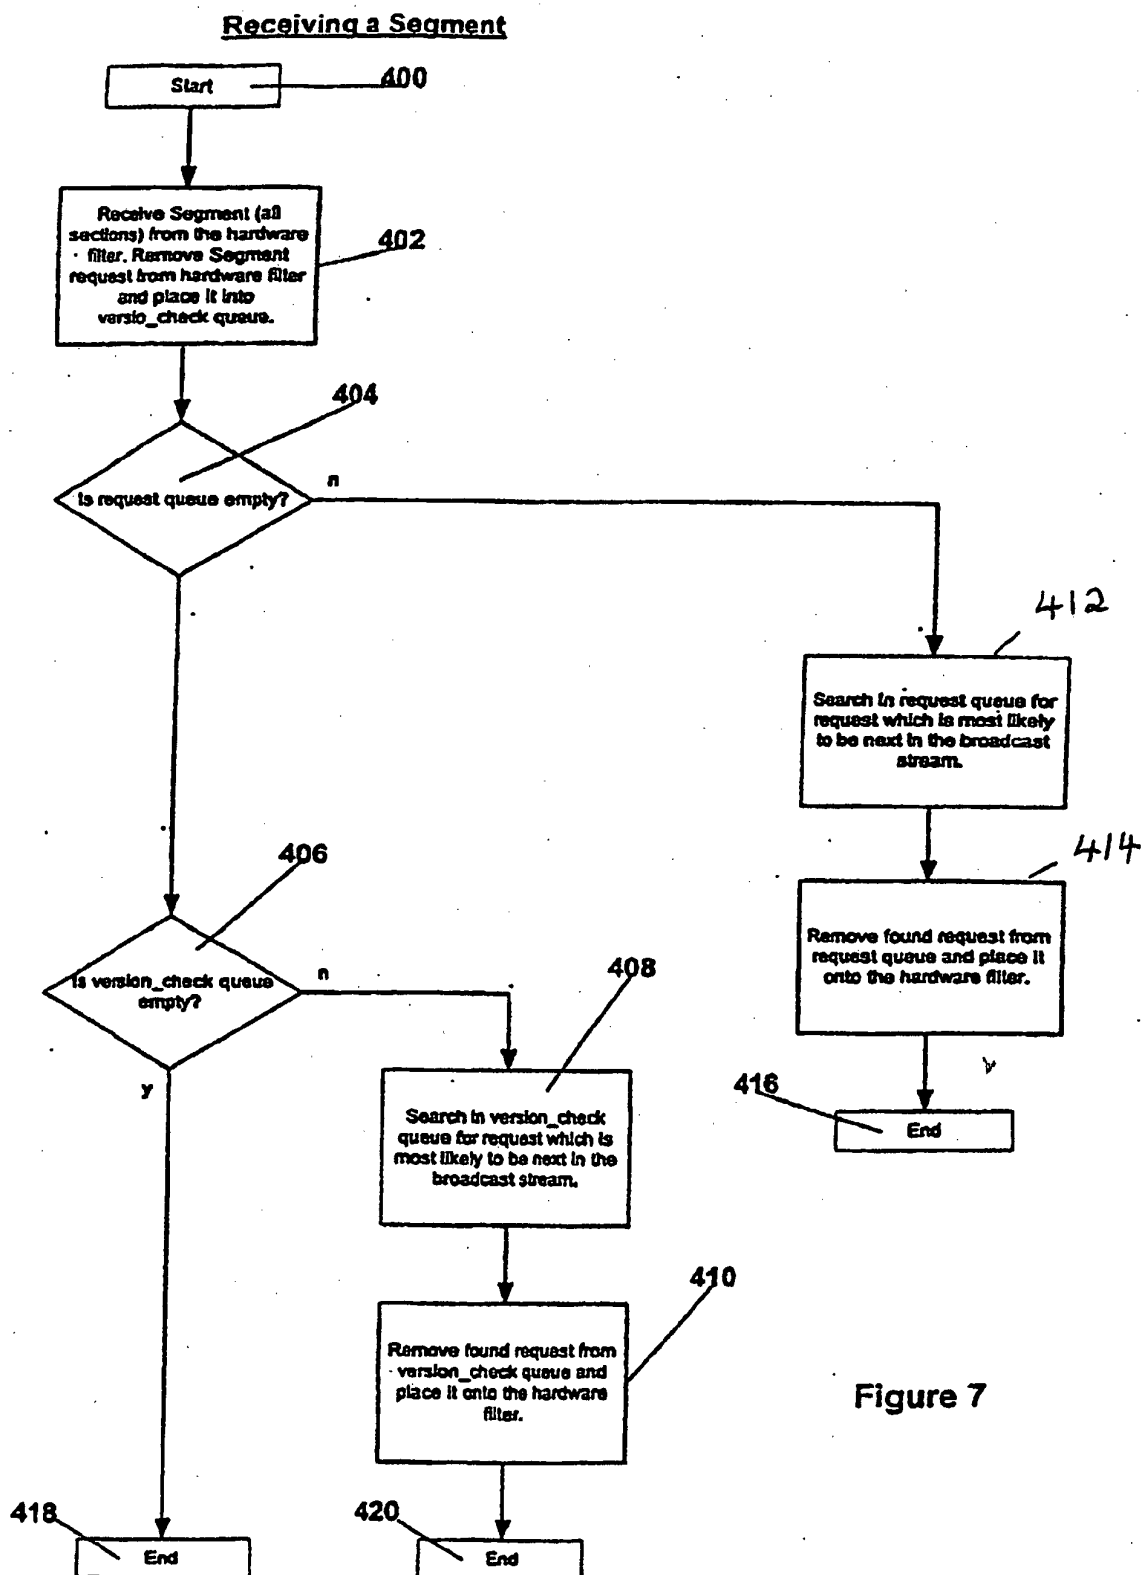 Receiving a Segment
Start
400
Receive Segment (all
sections) from the hardware
filter. Remove Segment
request from hardware filter
and place it into
versio_check queue.
402
404
Is request queue empty?
n
412
Search in request queue for
request which is most likely
to be next in the broadcast
stream.
414
Remove found request from
request queue and place it
onto the hardware filter.
416
End
406
Is version_check queue
empty?
n
y
408
Search in version_check
queue for request which is
most likely to be next in the
broadcast stream.
410
Remove found request from
version_check queue and
place it onto the hardware
filter.
Figure 7
418
End
420
End